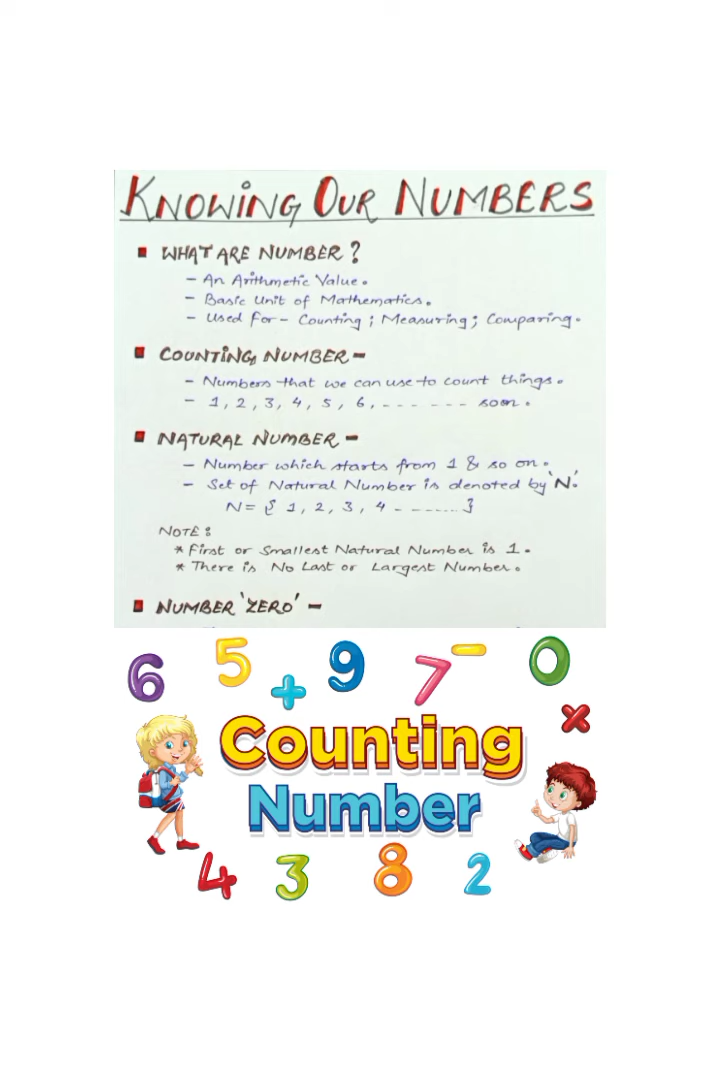 KNOWING OUR NUMBERS
WHAT ARE NUMBER ?
- An Arithmetic Value.
- Basic Unit of Mathematics.
- Used for - Counting ; Measuring ; Comparing.
COUNTING NUMBER -
- Numbers that we can use to count things.
- 1, 2, 3, 4, 5, 6, - - - - - - - soon.
NATURAL NUMBER -
- Number which starts from 1 & so on.
- Set of Natural Number is denoted by 'N'.
N = { 1, 2, 3, 4 - - ...... }
NOTE :
* First or Smallest Natural Number is 1.
* There is No Last or Largest Number.
NUMBER 'ZERO' -
6 5 + 9 7 - 0
×
Counting
Number
4 3 8 2